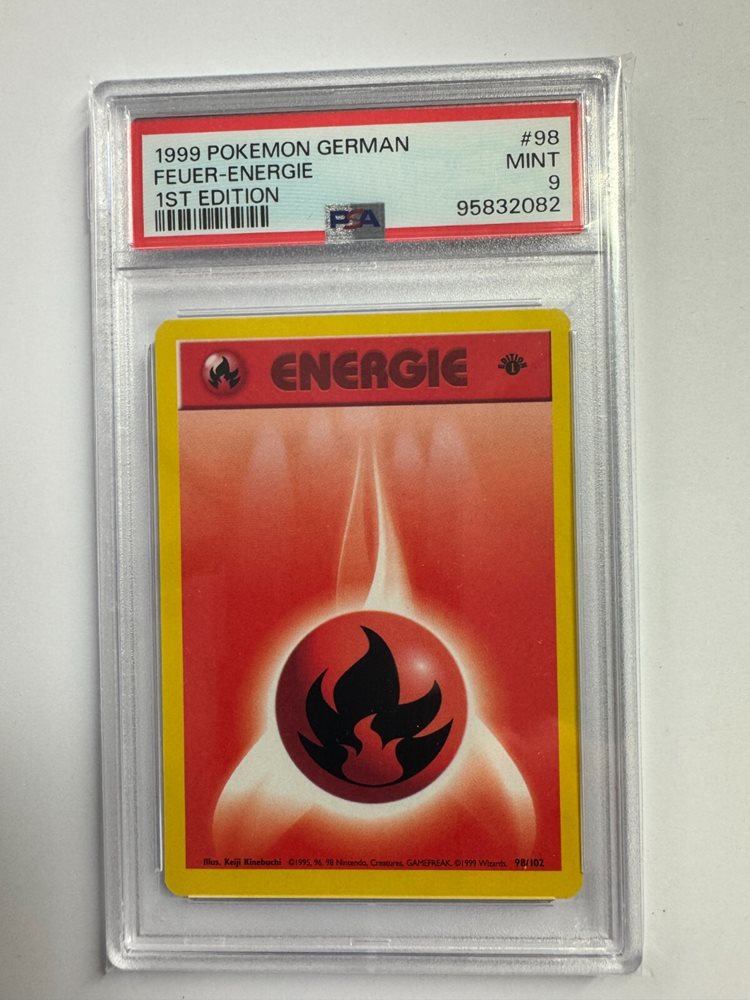 1999 POKEMON GERMAN #98
FEUER-ENERGIE MINT
1ST EDITION 9
PSA 95832082
ENERGIE
EDITION
1
Illus. Keiji Kinebuchi ©1995, 96, 98 Nintendo, Creatures, GAMEFREAK. ©1999 Wizards. 98/102